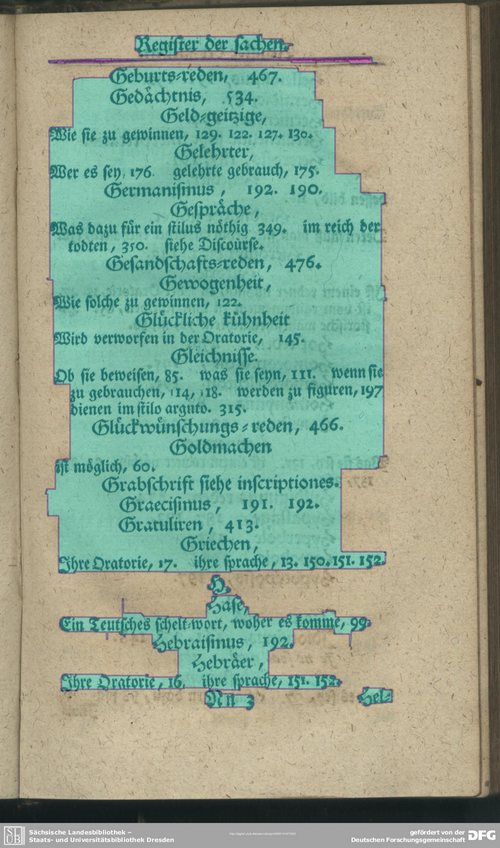 Register der sachen.
Geburts-reden, 467.
Gedächtnis, 534.
Geld-geitzige,
Wie sie zu gewinnen, 129. 122. 127. 130.
Gelehrter,
Wer es sey, 176. gelehrte gebrauch, 175.
Germanismus, 192. 190.
Gespräche,
Was dazu für ein stilus nöthig 349. im reich der
todten, 350. siehe Discourse.
Gesandschafts-reden, 476.
Gewogenheit,
Wie solche zu gewinnen, 122.
Glückliche kühnheit
Wird verworfen in der Oratorie, 145.
Gleichnisse.
Ob sie beweisen, 85. was sie seyn, 111. wenn sie
zu gebrauchen, 114, 118. werden zu figuren, 197
dienen im stilo arguto. 315.
Glückwünschungs-reden, 466.
Goldmachen
ist möglich, 60.
Grabschrift siehe inscriptiones.
Graecismus, 191. 192.
Gratuliren, 413.
Griechen,
Ihre Oratorie, 17. ihre sprache, 13. 150. 151. 152.
H.
Hase,
Ein Teutsches schelt-wort, woher es komme, 99.
Hebraismus, 192.
Hebräer,
Ihre Oratorie, 16. ihre sprache, 151. 152.
Nn 3 Hel-
Sächsische Landesbibliothek –
Staats- und Universitätsbibliothek Dresden
gefördert von der
Deutschen Forschungsgemeinschaft
DFG